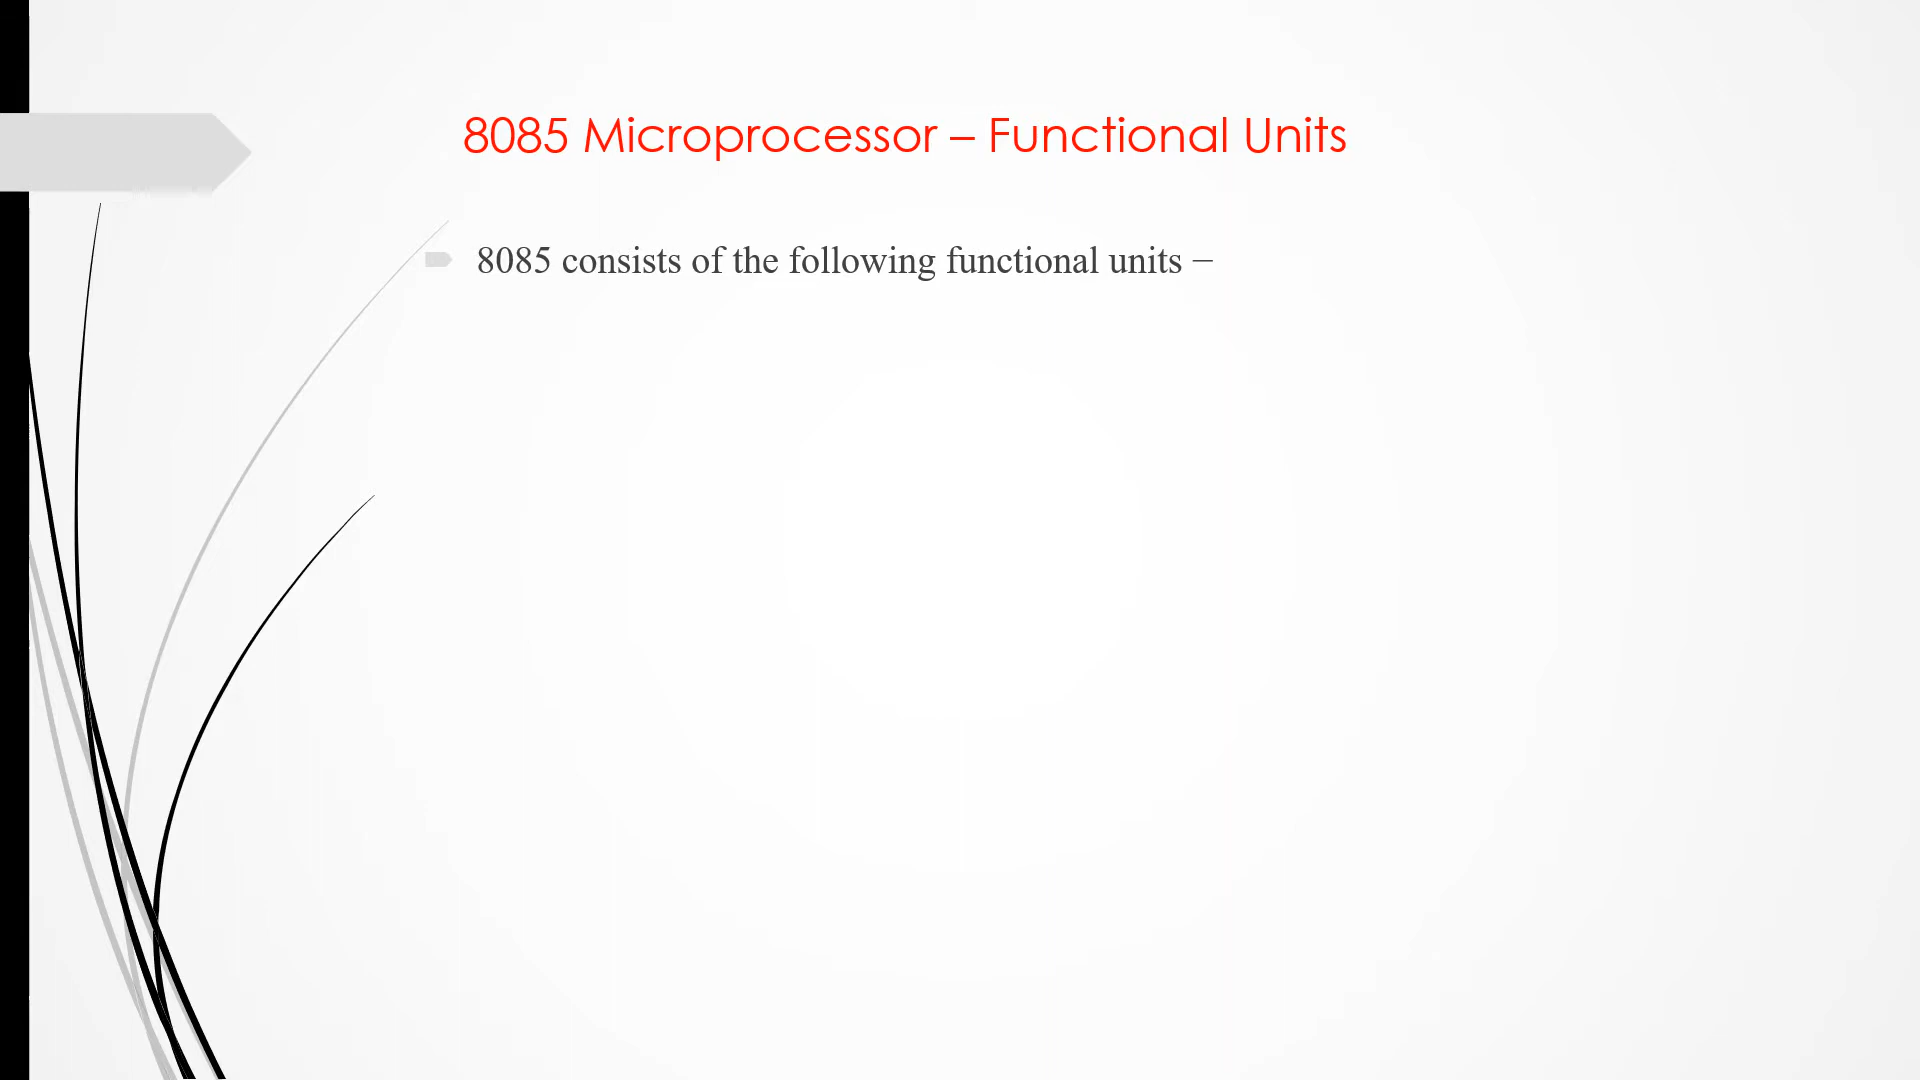 8085 Microprocessor – Functional Units
8085 consists of the following functional units −